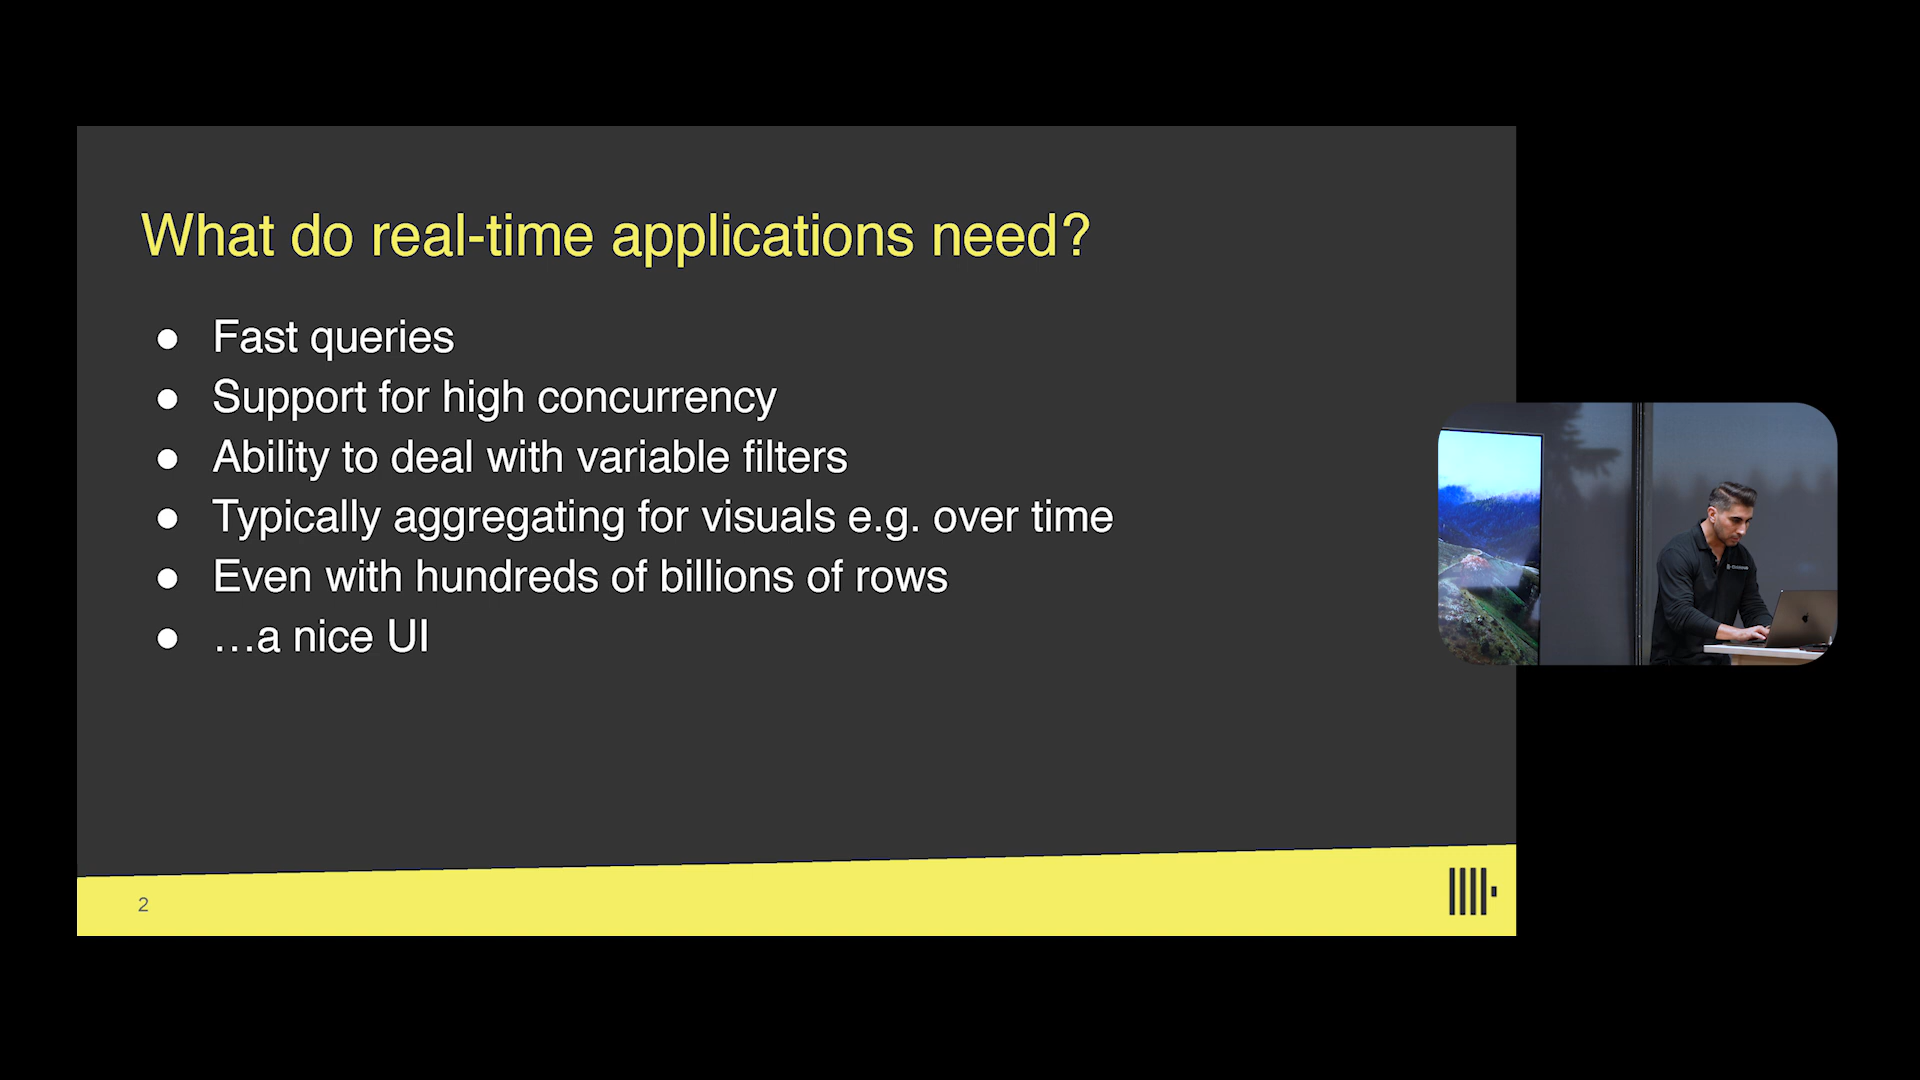 What do real-time applications need?
● Fast queries
● Support for high concurrency
● Ability to deal with variable filters
● Typically aggregating for visuals e.g. over time
● Even with hundreds of billions of rows
● …a nice UI
2